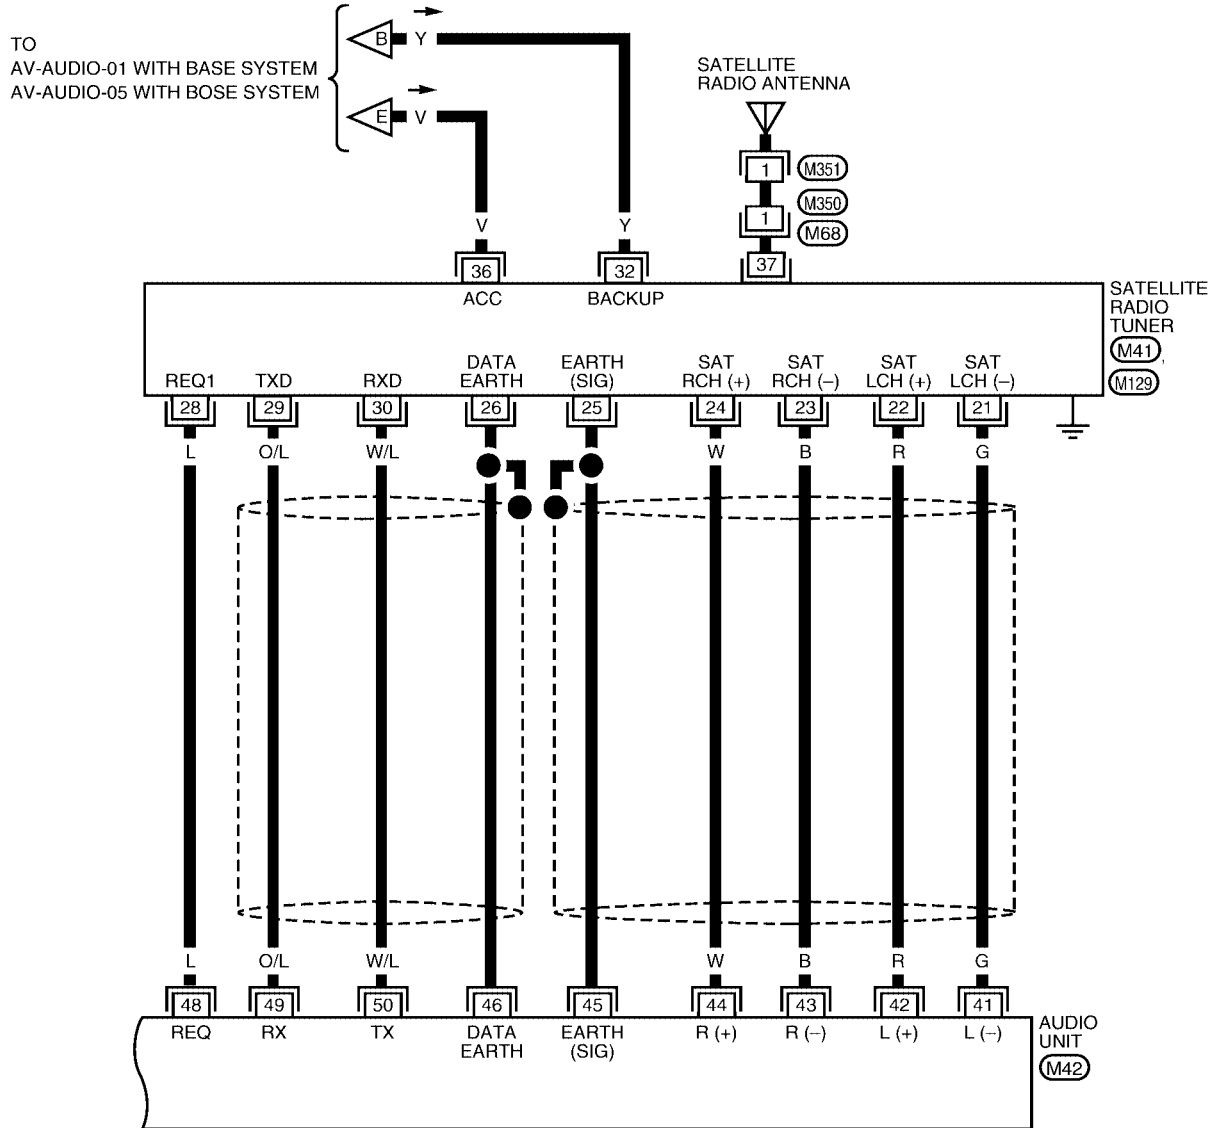 TO
AV-AUDIO-01 WITH BASE SYSTEM
AV-AUDIO-05 WITH BOSE SYSTEM
B Y
E V
SATELLITE
RADIO ANTENNA
1 M351
1 M350
M68
V Y
36 32 37
ACC BACKUP
SATELLITE
RADIO
TUNER
M41,
M129
REQ1 TXD RXD DATA EARTH EARTH (SIG) SAT RCH (+) SAT RCH (–) SAT LCH (+) SAT LCH (–)
28 29 30 26 25 24 23 22 21
L O/L W/L W B R G
L O/L W/L W B R G
48 49 50 46 45 44 43 42 41
REQ RX TX DATA EARTH EARTH (SIG) R (+) R (–) L (+) L (–)
AUDIO
UNIT
M42